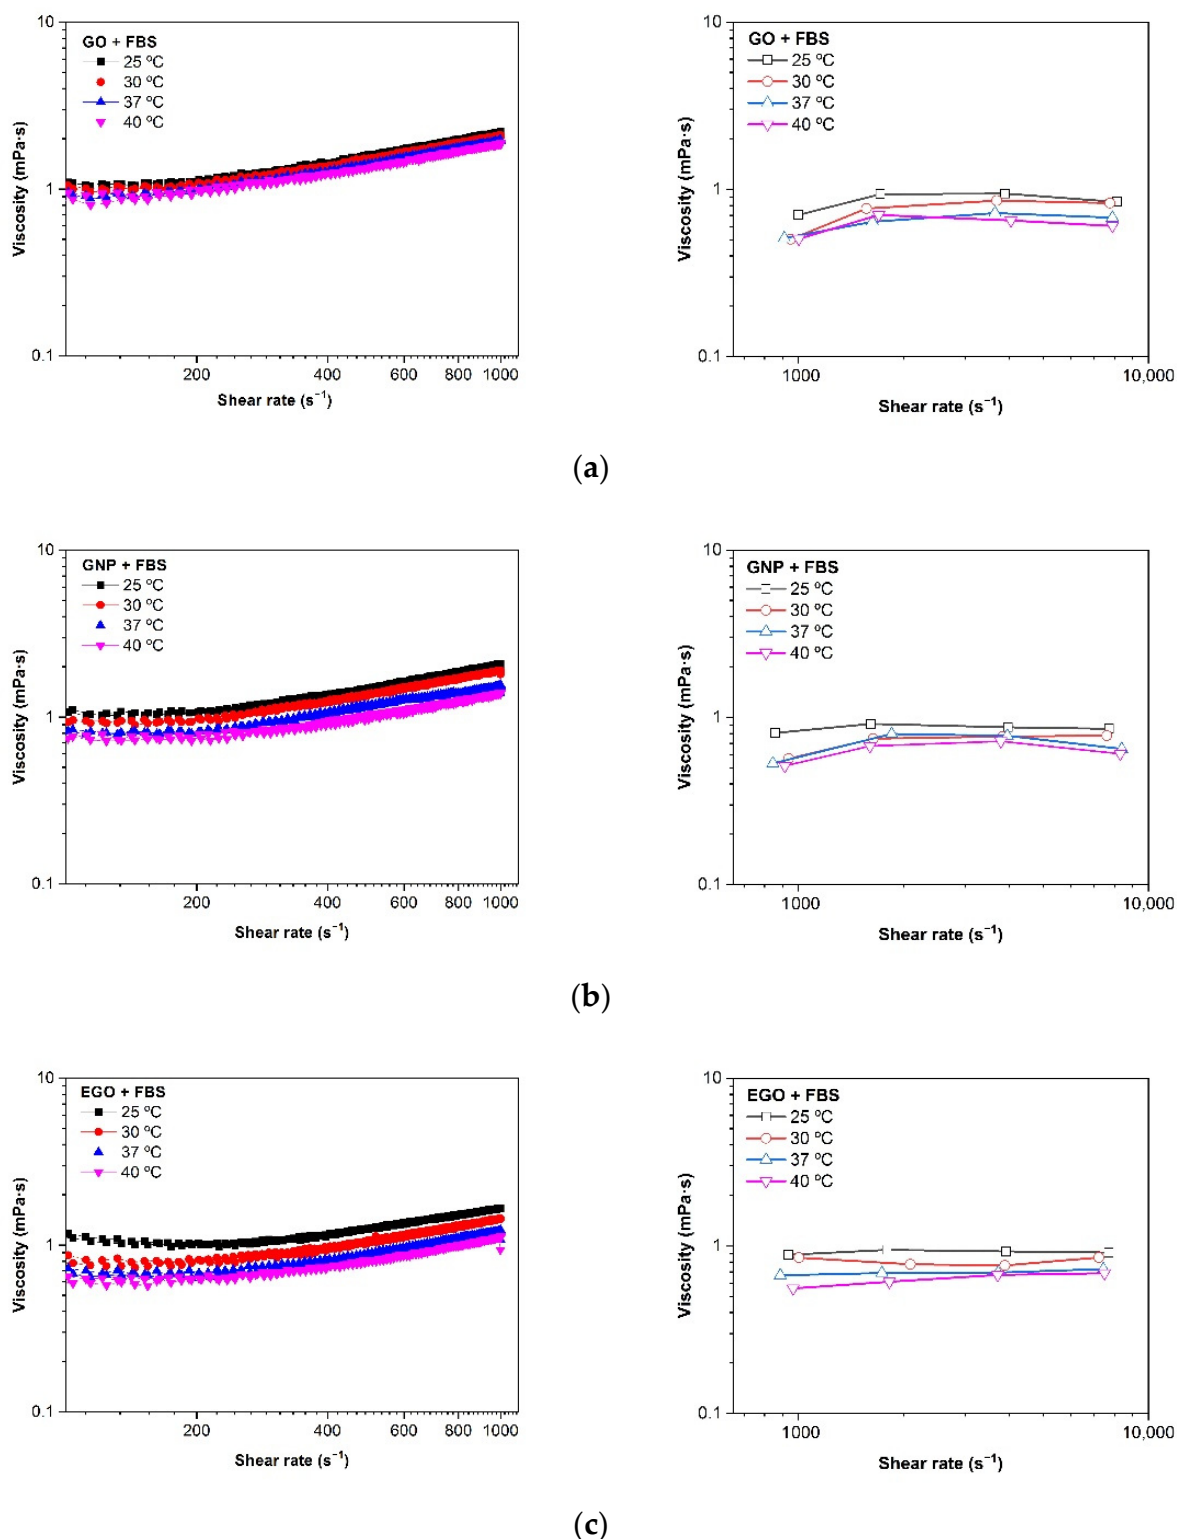 GO + FBS
25 ºC
30 ºC
37 ºC
40 ºC
10
1
0.1
Viscosity (mPa·s)
200
400
600
800
1000
Shear rate (s⁻¹)
GO + FBS
25 ºC
30 ºC
37 ºC
40 ºC
10
1
0.1
Viscosity (mPa·s)
1000
10,000
Shear rate (s⁻¹)
(a)
GNP + FBS
25 ºC
30 ºC
37 ºC
40 ºC
10
1
0.1
Viscosity (mPa·s)
200
400
600
800
1000
Shear rate (s⁻¹)
GNP + FBS
25 ºC
30 ºC
37 ºC
40 ºC
10
1
0.1
Viscosity (mPa·s)
1000
10,000
Shear rate (s⁻¹)
(b)
EGO + FBS
25 ºC
30 ºC
37 ºC
40 ºC
10
1
0.1
Viscosity (mPa·s)
200
400
600
800
1000
Shear rate (s⁻¹)
EGO + FBS
25 ºC
30 ºC
37 ºC
40 ºC
10
1
0.1
Viscosity (mPa·s)
1000
10,000
Shear rate (s⁻¹)
(c)